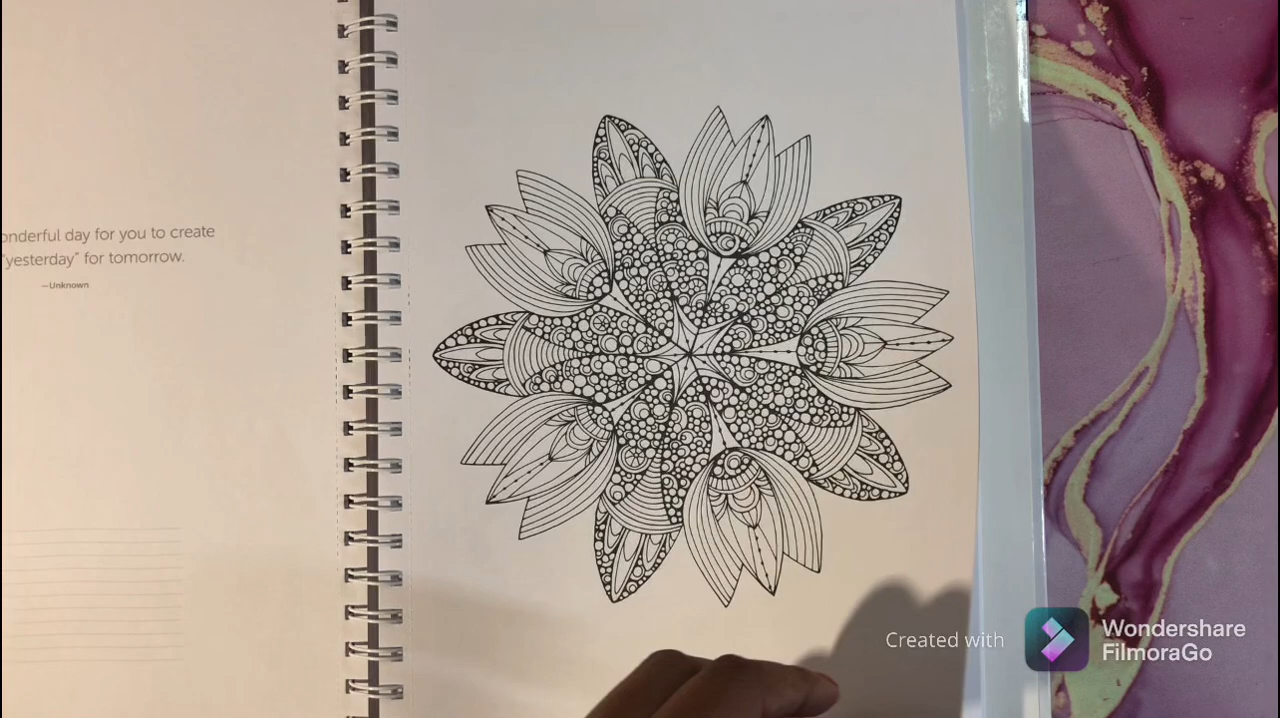 onderful day for you to create
"yesterday" for tomorrow.
—Unknown
Created with
Wondershare
FilmoraGo